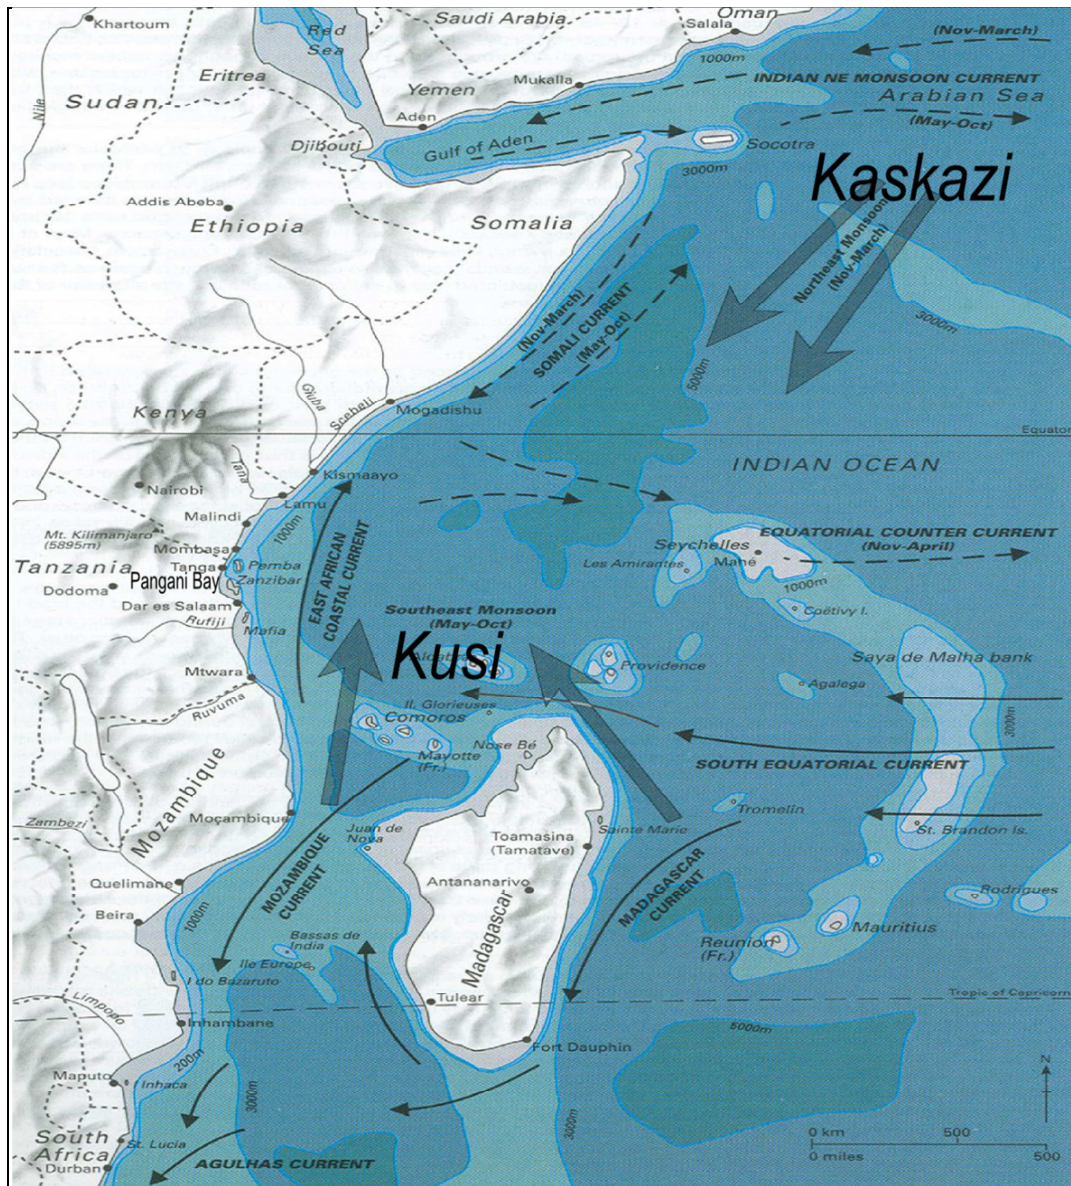 Khartoum
Saudi Arabia
Oman
Salala
Red
Sea
(Nov-March)
1000m
Eritrea
Mukalla
INDIAN NE MONSOON CURRENT
Sudan
Yemen
Arabian Sea
Nile
Aden
(May-Oct)
Djibouti
Gulf of Aden
Socotra
3000m
Kaskazi
Addis Abeba
Ethiopia
Somalia
Northeast Monsoon
(Nov-March)
3000m
(Nov-March)
SOMALI CURRENT
(May-Oct)
5000m
Giuba
Scebeli
Mogadishu
Kenya
Equator
INDIAN OCEAN
Kismaayo
Tana
Nairobi
Lamu
1000m
Malindi
Mt. Kilimanjaro
(5895m)
EQUATORIAL COUNTER CURRENT
(Nov-April)
Mombasa
Seychelles
Mahé
Tanga
Pemba
Les Amirantes
Tanzania
Pangani Bay
Zanzibar
1000m
Dodoma
EAST AFRICAN
COASTAL CURRENT
Dar es Salaam
Southeast Monsoon
(May-Oct)
Coëtivy I.
Rufiji
Mafia
Kusi
Aldabra
Saya de Malha bank
Mtwara
Providence
Agalega
Ruvuma
Il. Glorieuses
3000m
Comoros
Nose Bé
Mayotte
(Fr.)
SOUTH EQUATORIAL CURRENT
Mozambique
Tromelin
Zambezi
Moçambique
Juan de
Nova
Toamasina
(Tamatave)
Sainte Marie
St. Brandon Is.
MOZAMBIQUE
CURRENT
MADAGASCAR
CURRENT
Quelimane
Antananarivo
Madagascar
Rodrigues
Beira
1000m
Mauritius
Bassas de
India
Reunion
(Fr.)
Ile Europe
I do Bazaruto
Limpopo
Tulear
Tropic of Capricorn
Inhambane
5000m
200m
Fort Dauphin
Maputo
Inhaca
3000m
3000m
N
South
Africa
St. Lucia
0 km 500
0 miles 500
Durban
AGULHAS CURRENT